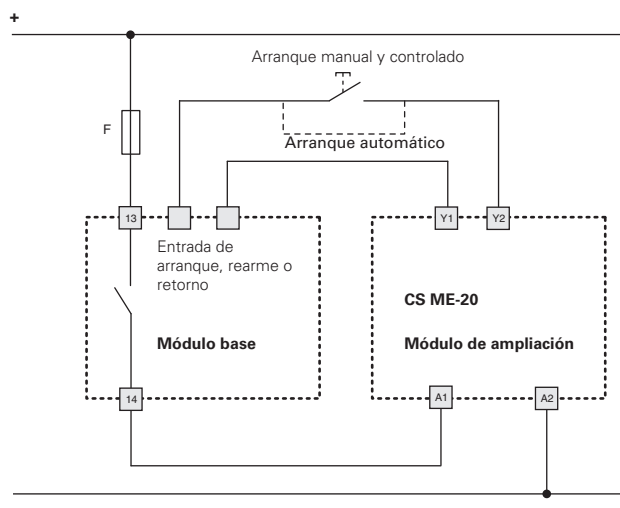 +
Arranque manual y controlado
F
Arranque automático
13
Y1
Y2
Entrada de
arranque, rearme o
retorno
CS ME-20
Módulo base
Módulo de ampliación
14
A1
A2